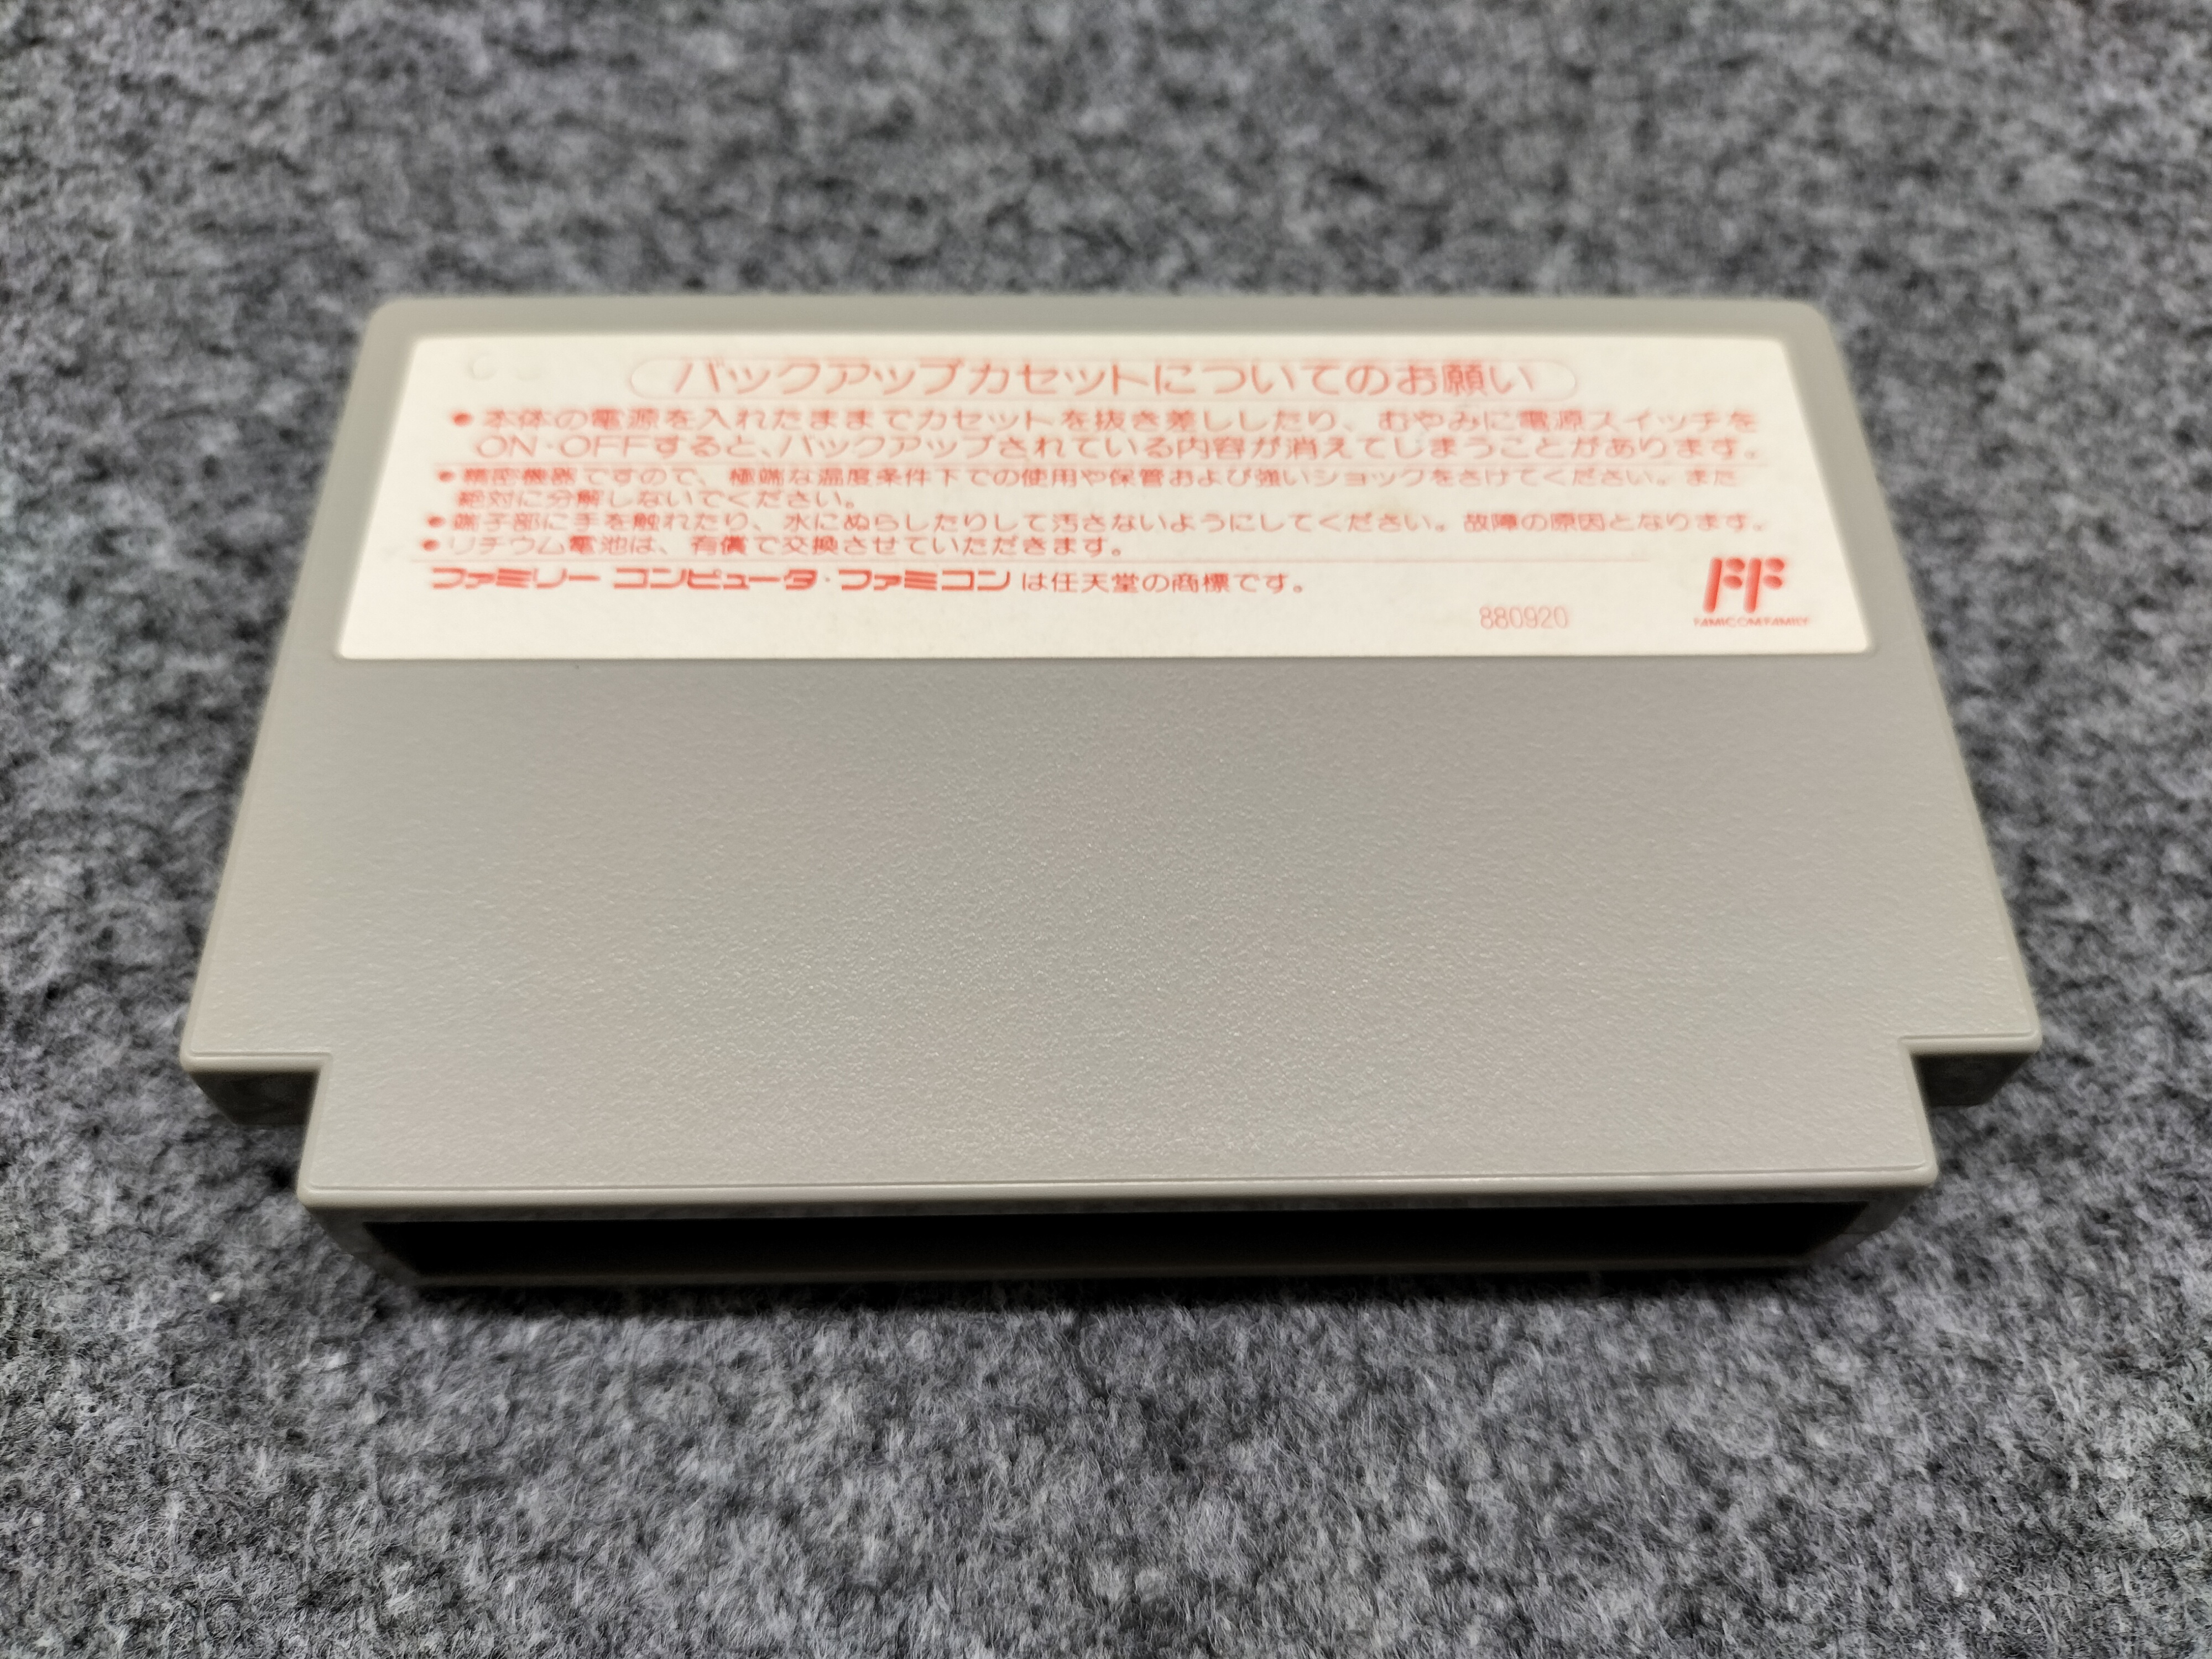 バックアップカセットについてのお願い
●本体の電源を入れたままでカセットを抜き差ししたり、むやみに電源スイッチを
ON・OFFすると、バックアップされている内容が消えてしまうことがあります。
●精密機器ですので、極端な温度条件下での使用や保管および強いショックをさけてください。また
絶対に分解しないでください。
●端子部に手を触れたり、水にぬらしたりして汚さないようにしてください。故障の原因となります。
●リチウム電池は、有償で交換させていただきます。
ファミリーコンピュータ・ファミコンは任天堂の商標です。
880920
FF
FAMICOM FAMILY